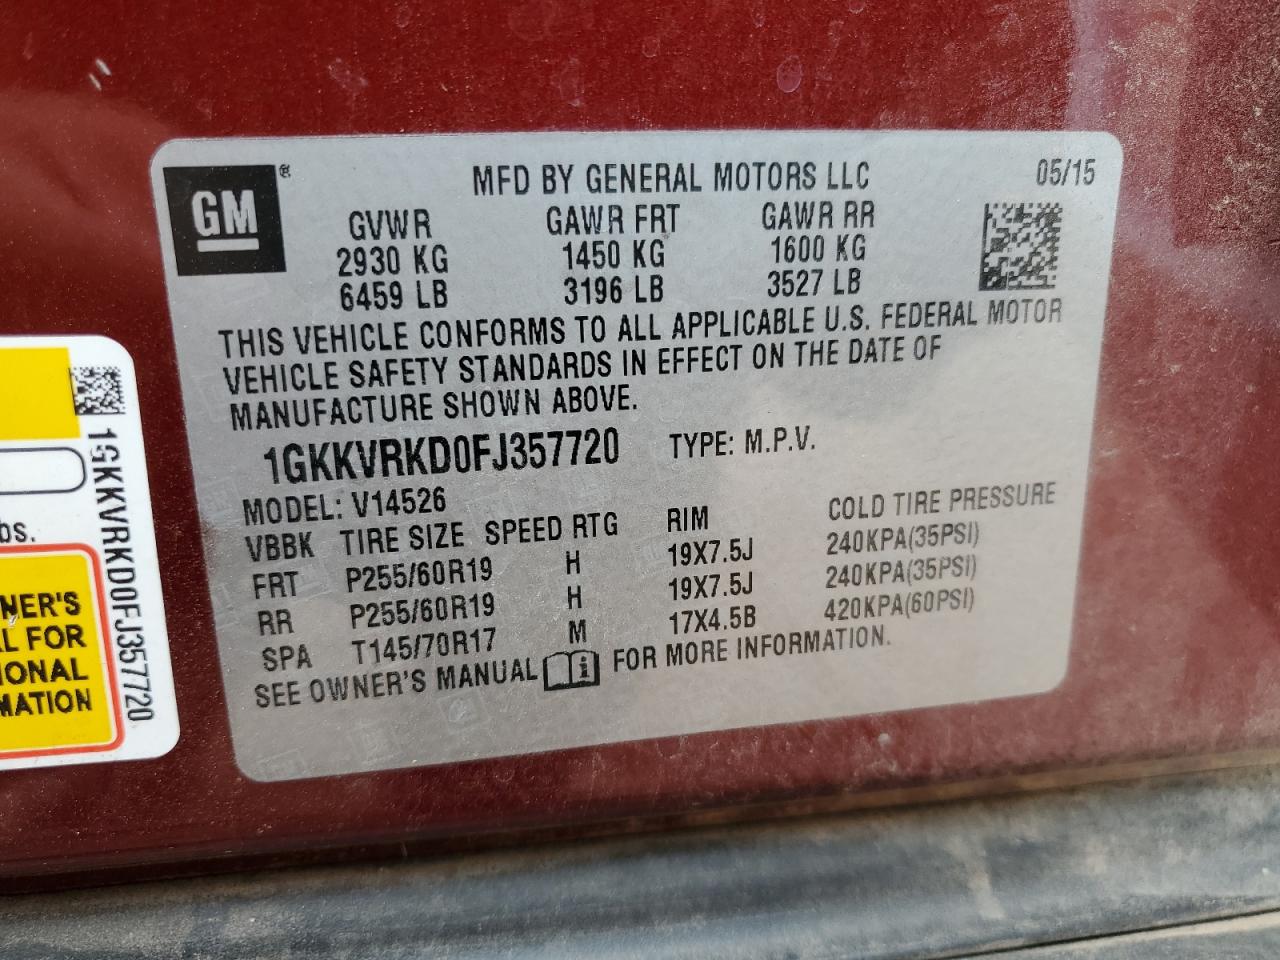 GM ®
MFD BY GENERAL MOTORS LLC 05/15
GVWR GAWR FRT GAWR RR
2930 KG 1450 KG 1600 KG
6459 LB 3196 LB 3527 LB
THIS VEHICLE CONFORMS TO ALL APPLICABLE U.S. FEDERAL MOTOR
VEHICLE SAFETY STANDARDS IN EFFECT ON THE DATE OF
MANUFACTURE SHOWN ABOVE.
1GKKVRKD0FJ357720 TYPE: M.P.V.
MODEL: V14526
VBBK TIRE SIZE SPEED RTG RIM COLD TIRE PRESSURE
FRT P255/60R19 H 19X7.5J 240KPA(35PSI)
RR P255/60R19 H 19X7.5J 240KPA(35PSI)
SPA T145/70R17 M 17X4.5B 420KPA(60PSI)
SEE OWNER'S MANUAL i FOR MORE INFORMATION.
1GKKVRKD0FJ357720
bs.
NER'S
AL FOR
IONAL
MATION